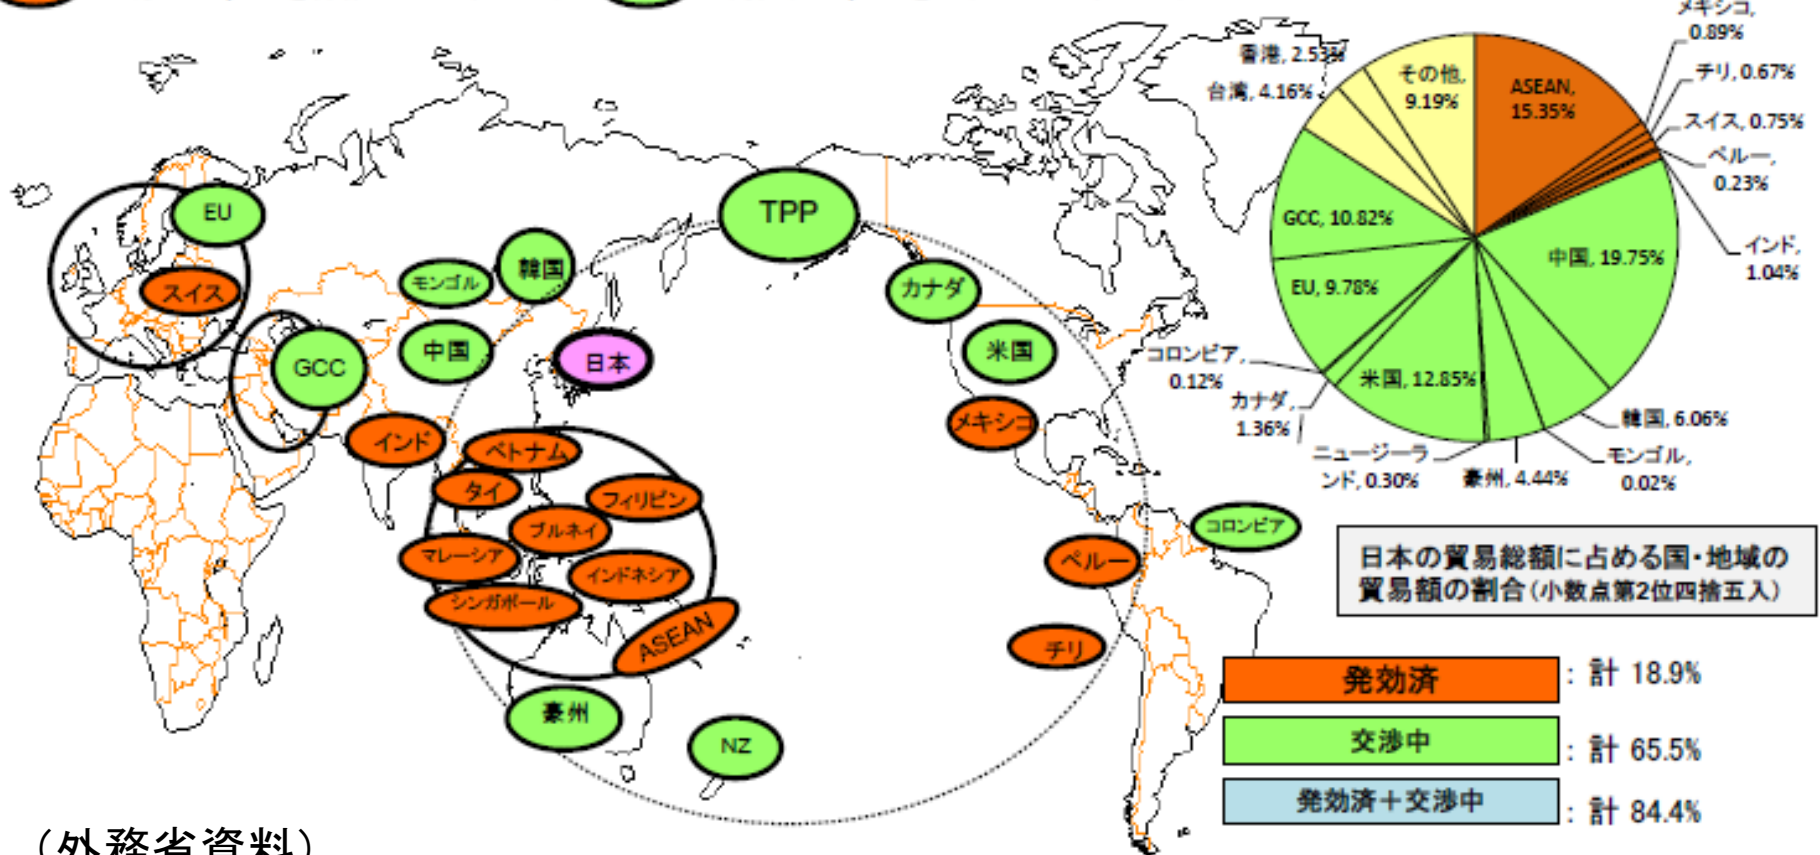 メキシコ,
0.89%
香港, 2.53%
その他,
9.19%
ASEAN,
15.35%
チリ, 0.67%
台湾, 4.16%
スイス, 0.75%
ペルー,
0.23%
EU
TPP
GCC, 10.82%
中国, 19.75%
インド
1.04%
スイス
モンゴル
韓国
カナダ
EU, 9.78%
GCC
中国
日本
米国
コロンビア,
0.12%
米国, 12.85%
カナダ,
1.36%
韓国, 6.06%
メキシコ
インド
ベトナム
ニュージーラ
ンド, 0.30%
豪州, 4.44%
モンゴル,
0.02%
タイ
フィリピン
ブルネイ
コロンビア
マレーシア
インドネシア
ペルー
シンガポール
ASEAN
チリ
日本の貿易総額に占める国・地域の
貿易額の割合(小数点第2位四捨五入)
発効済 : 計 18.9%
豪州
NZ
交渉中 : 計 65.5%
発効済+交渉中 : 計 84.4%
(外務省資料)